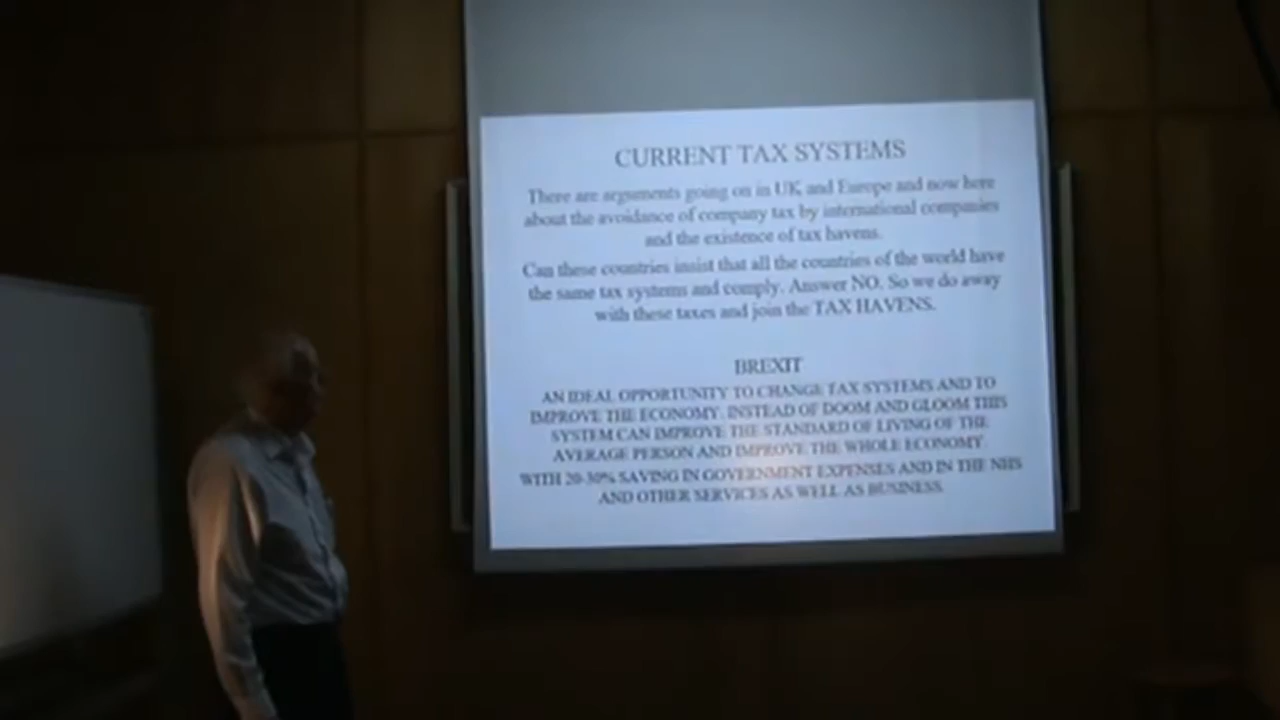 CURRENT TAX SYSTEMS
There are arguments going on in UK and Europe and now here
about the avoidance of company tax by international companies
and the existence of tax havens.
Can these countries insist that all the countries of the world have
the same tax systems and comply. Answer NO. So we do away
with these taxes and join the TAX HAVENS.
BREXIT
AN IDEAL OPPORTUNITY TO CHANGE TAX SYSTEMS AND TO
IMPROVE THE ECONOMY. INSTEAD OF DOOM AND GLOOM THIS
SYSTEM CAN IMPROVE THE STANDARD OF LIVING OF THE
AVERAGE PERSON AND IMPROVE THE WHOLE ECONOMY.
WITH 20-30% SAVING IN GOVERNMENT EXPENSES AND IN THE NHS
AND OTHER SERVICES AS WELL AS BUSINESS.